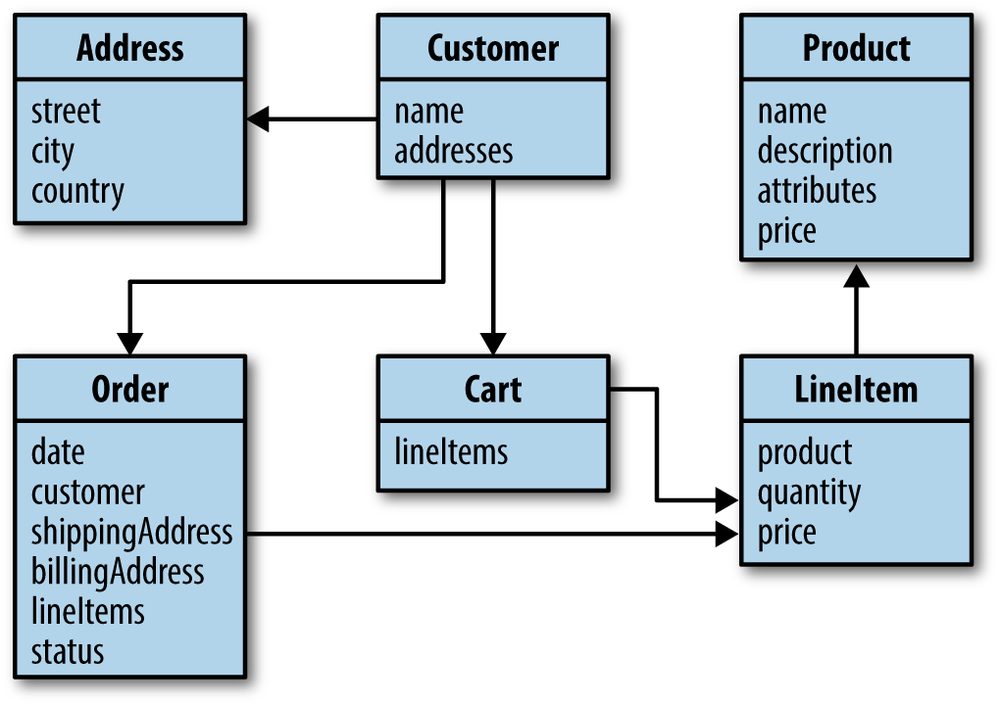 Address
street
city
country
Customer
name
addresses
Product
name
description
attributes
price
Order
date
customer
shippingAddress
billingAddress
lineItems
status
Cart
lineItems
LineItem
product
quantity
price